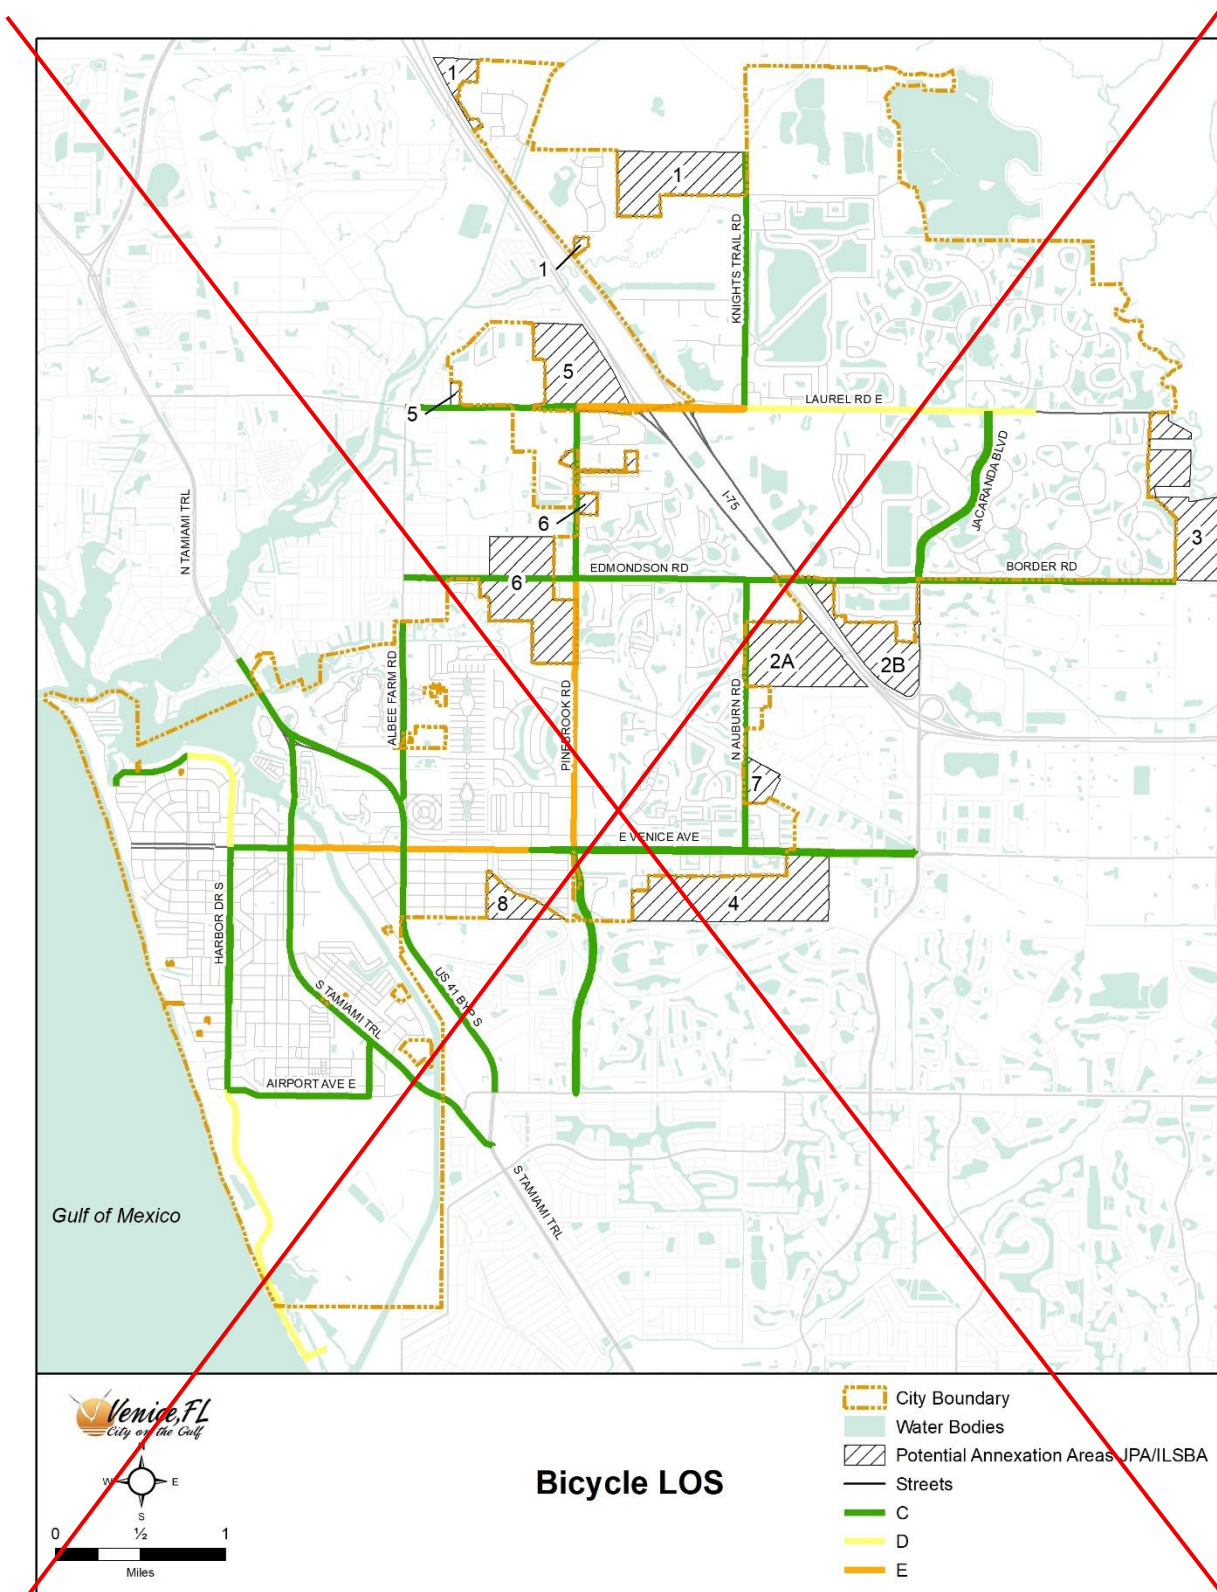 1
1
1
KNIGHTS TRAIL RD
5
5
LAUREL RD E
N TAMIAMI TRL
I-75
JACARANDA BLVD
6
3
EDMONDSON RD
BORDER RD
6
2A
2B
ALBEE FARM RD
PINEBROOK RD
N AUBURN RD
7
E VENICE AVE
HARBOR DR S
8
4
US 41 BYP S
S TAMIAMI TRL
AIRPORT AVE E
S TAMIAMI TRL
Gulf of Mexico
Venice, FL
City on the Gulf
N
W
E
S
0
½
1
Miles
Bicycle LOS
City Boundary
Water Bodies
Potential Annexation Areas JPA/ILSBA
Streets
C
D
E